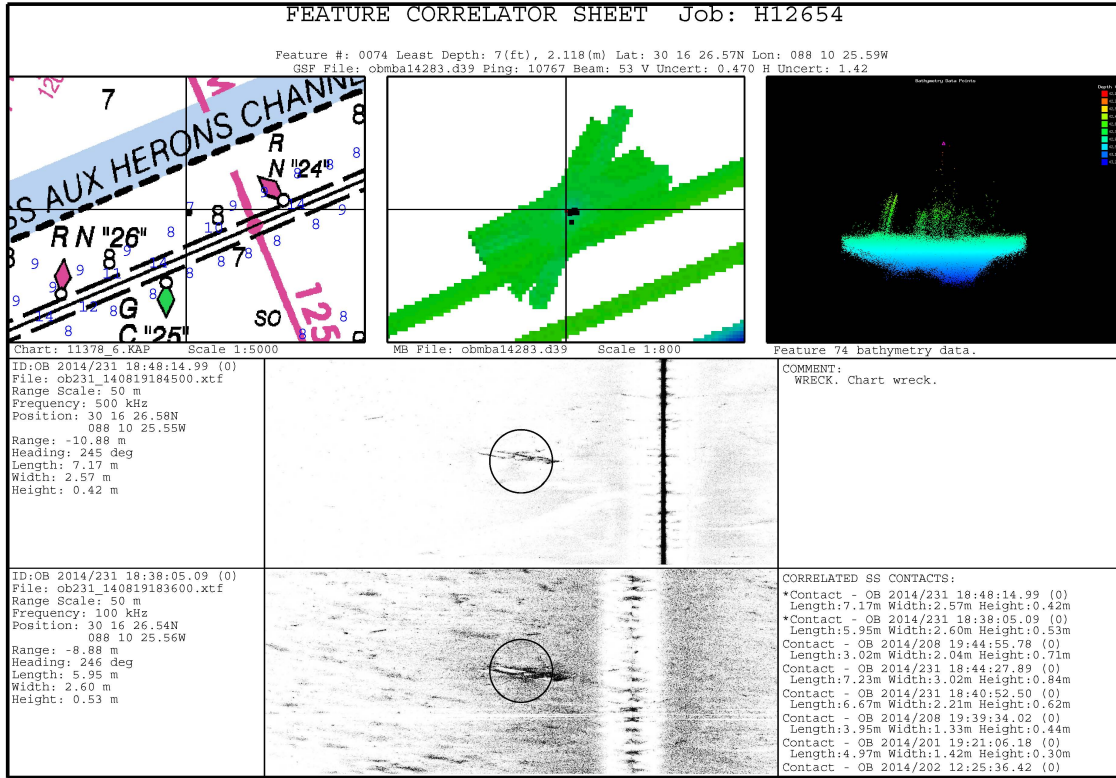 FEATURE CORRELATOR SHEET Job: H12654
Feature #: 0074 Least Depth: 7(ft), 2.118(m) Lat: 30 16 26.57N Lon: 088 10 25.59W
GSF File: obmba14283.d39 Ping: 10767 Beam: 53 V Uncert: 0.470 H Uncert: 1.42
7
SS AUX HERONS CHANNE
8
R
N "24"
R N "26"
8
8
7
G
C "25"
SO
125
Chart: 11378_6.KAP Scale 1:5000
MB File: ombma14283.d39 Scale 1:800
Bathymetry Data Points
Feature 74 bathymetry data.
ID:OB 2014/231 18:48:14.99 (0)
File: ob231_140819184500.xtf
Range Scale: 50 m
Frequency: 500 kHz
Position: 30 16 26.58N
088 10 25.55W
Range: -10.88 m
Heading: 245 deg
Length: 7.17 m
Width: 2.57 m
Height: 0.42 m
COMMENT:
WRECK. Chart wreck.
ID:OB 2014/231 18:38:05.09 (0)
File: ob231_140819183600.xtf
Range Scale: 50 m
Frequency: 100 kHz
Position: 30 16 26.54N
088 10 25.56W
Range: -8.88 m
Heading: 246 deg
Length: 5.95 m
Width: 2.60 m
Height: 0.53 m
CORRELATED SS CONTACTS:
*Contact - OB 2014/231 18:48:14.99 (0)
Length:7.17m Width:2.57m Height:0.42m
*Contact - OB 2014/231 18:38:05.09 (0)
Length:5.95m Width:2.60m Height:0.53m
Contact - OB 2014/208 19:44:55.78 (0)
Length:3.02m Width:2.04m Height:0.71m
Contact - OB 2014/231 18:44:27.89 (0)
Length:7.23m Width:3.02m Height:0.84m
Contact - OB 2014/231 18:40:52.50 (0)
Length:6.67m Width:2.21m Height:0.62m
Contact - OB 2014/208 19:39:34.02 (0)
Length:3.95m Width:1.33m Height:0.44m
Contact - OB 2014/201 19:21:06.18 (0)
Length:4.97m Width:1.42m Height:0.30m
Contact - OB 2014/202 12:25:36.42 (0)